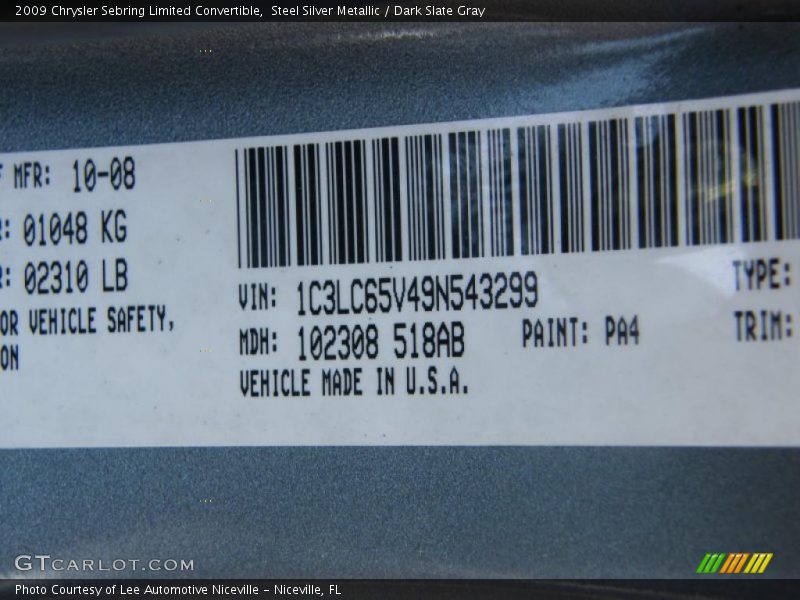 2009 Chrysler Sebring Limited Convertible, Steel Silver Metallic / Dark Slate Gray
MFR: 10-08
01048 KG
02310 LB
OR VEHICLE SAFETY,
ON
VIN: 1C3LC65V49N543299
MDH: 102308 518AB
PAINT: PA4
VEHICLE MADE IN U.S.A.
TYPE:
TRIM:
GTCARLOT.COM
Photo Courtesy of Lee Automotive Niceville – Niceville, FL